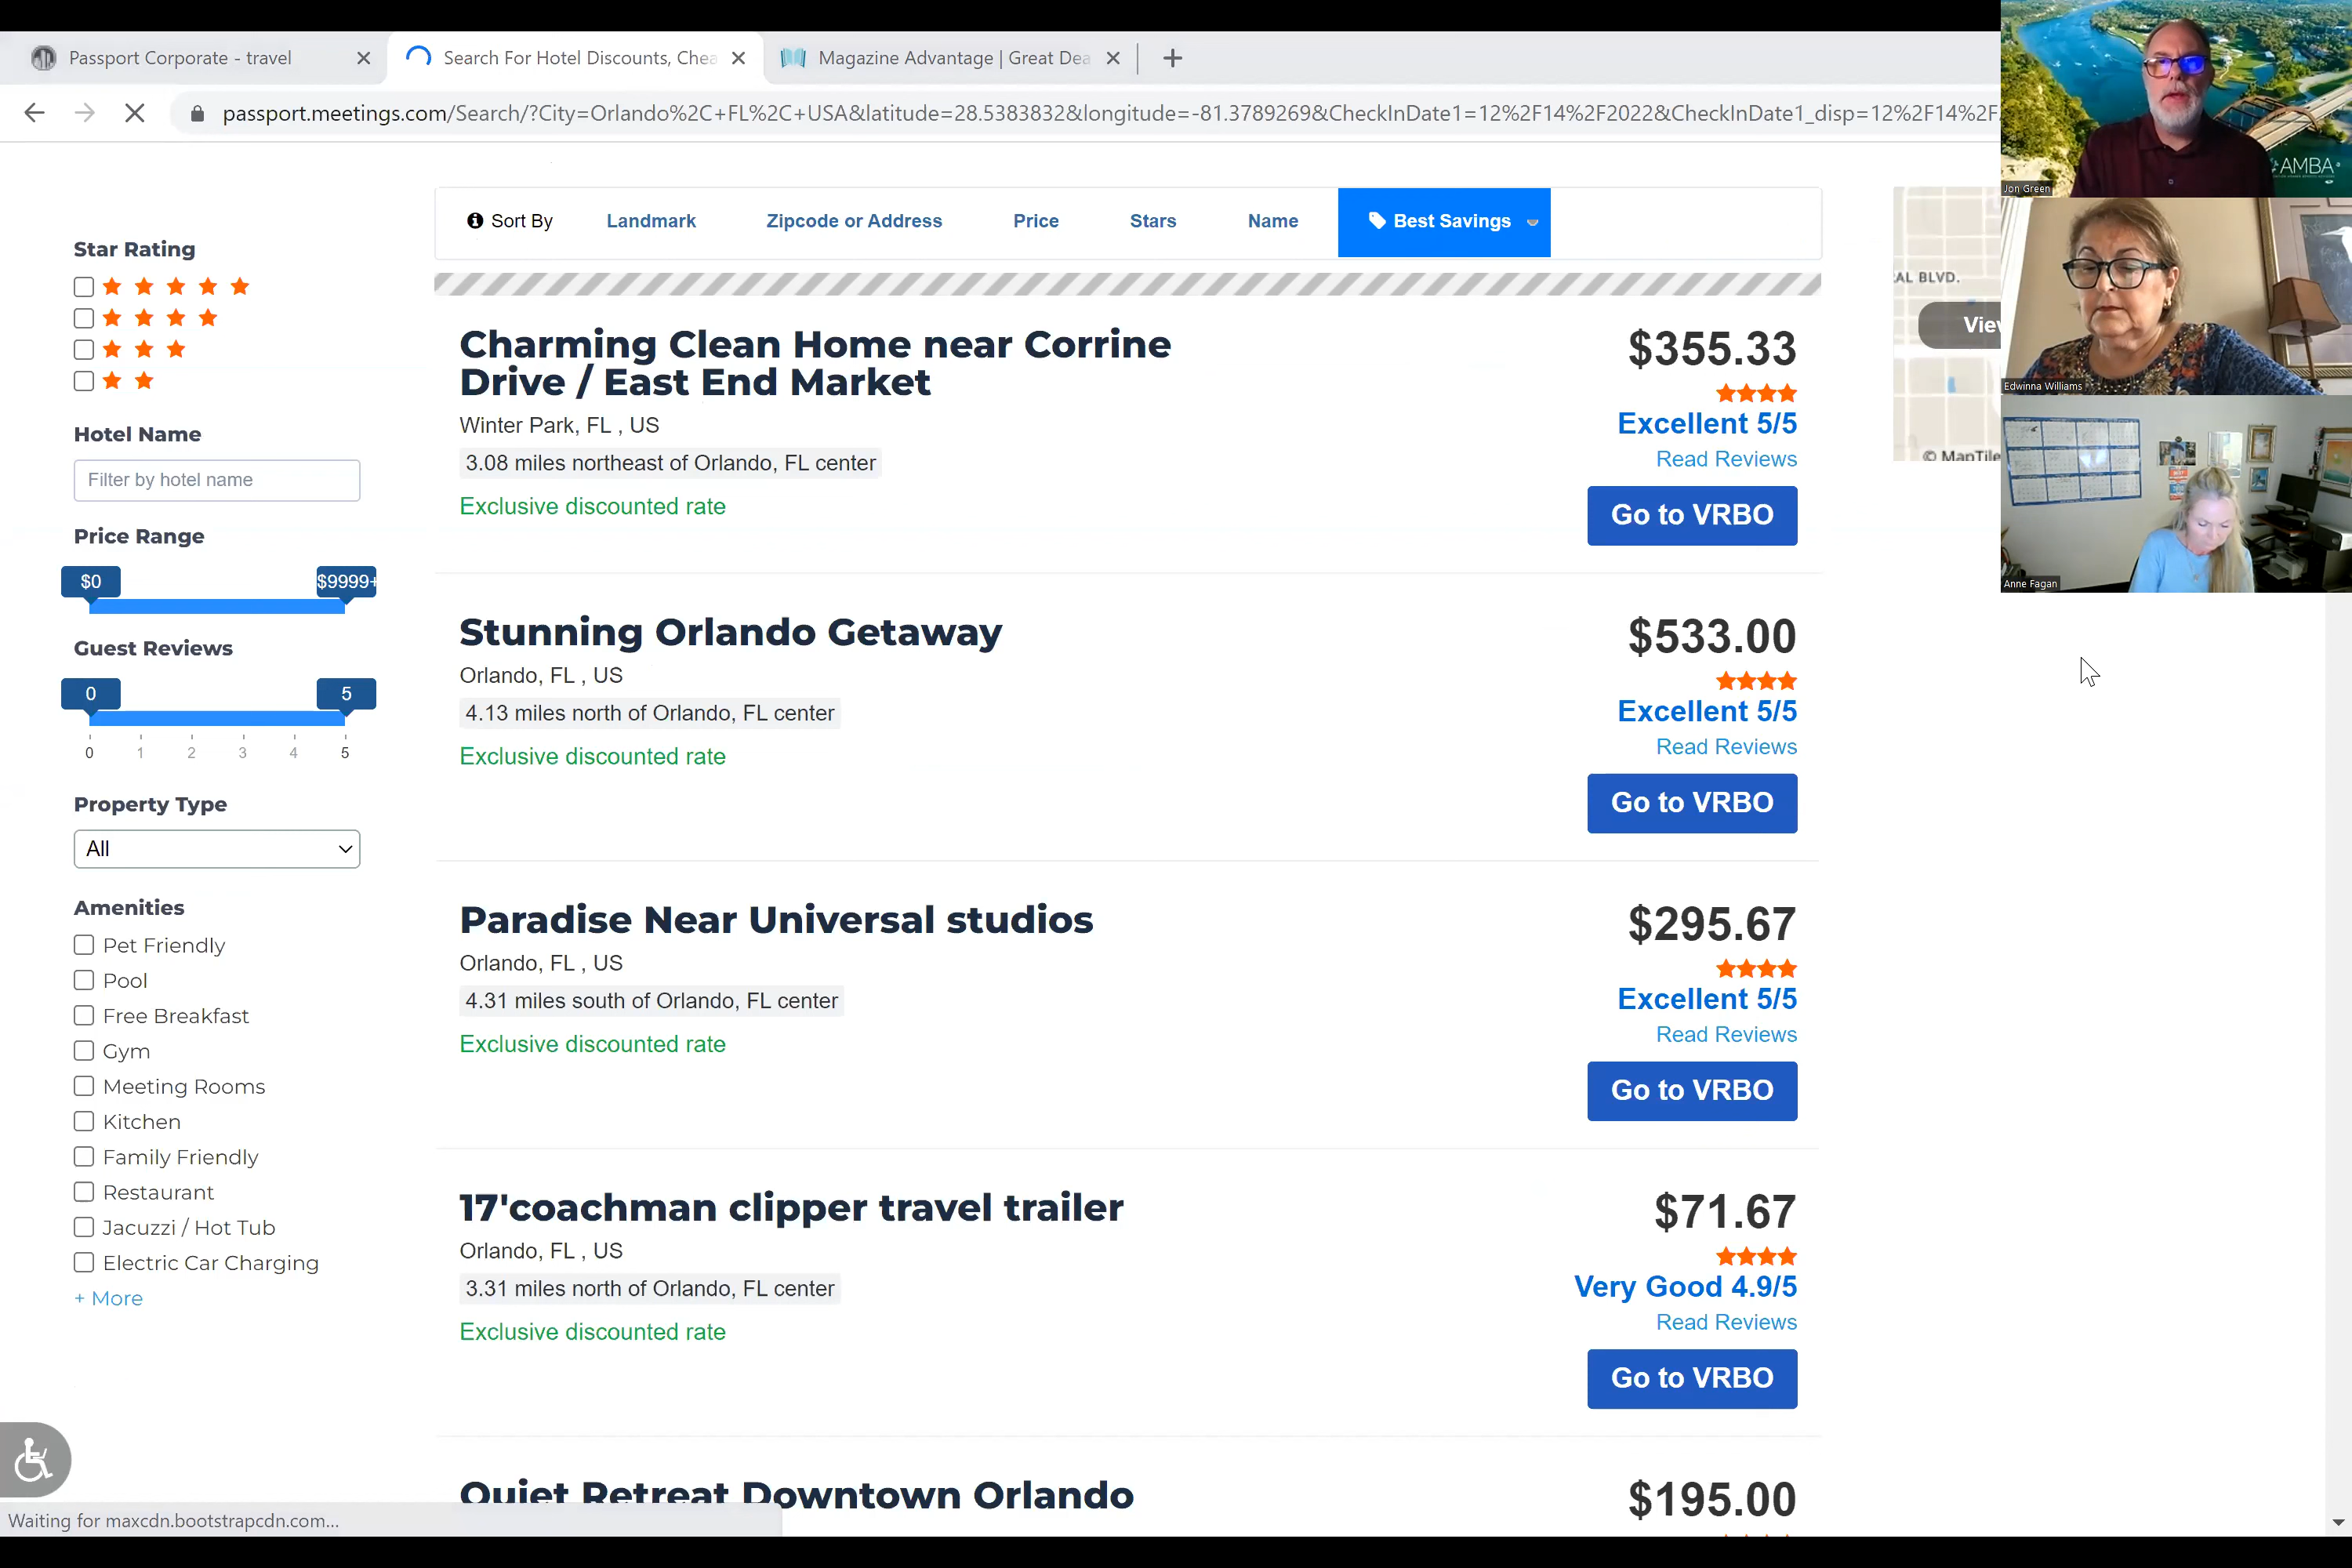 Passport Corporate - travel
Search For Hotel Discounts, Chea
Magazine Advantage | Great Dea
passport.meetings.com/Search/?City=Orlando%2C+FL%2C+USA&latitude=28.5383832&longitude=-81.3789269&CheckInDate1=12%2F14%2F2022&CheckInDate1_disp=12%2F14%2F
Star Rating
Hotel Name
Filter by hotel name
Price Range
$0
$9999+
Guest Reviews
0
5
0 1 2 3 4 5
Property Type
All
Amenities
Pet Friendly
Pool
Free Breakfast
Gym
Meeting Rooms
Kitchen
Family Friendly
Restaurant
Jacuzzi / Hot Tub
Electric Car Charging
+ More
Sort By
Landmark
Zipcode or Address
Price
Stars
Name
Best Savings
Charming Clean Home near Corrine
Drive / East End Market
Winter Park, FL , US
3.08 miles northeast of Orlando, FL center
Exclusive discounted rate
$355.33
Excellent 5/5
Read Reviews
Go to VRBO
Stunning Orlando Getaway
Orlando, FL , US
4.13 miles north of Orlando, FL center
Exclusive discounted rate
$533.00
Excellent 5/5
Read Reviews
Go to VRBO
Paradise Near Universal studios
Orlando, FL , US
4.31 miles south of Orlando, FL center
Exclusive discounted rate
$295.67
Excellent 5/5
Read Reviews
Go to VRBO
17'coachman clipper travel trailer
Orlando, FL , US
3.31 miles north of Orlando, FL center
Exclusive discounted rate
$71.67
Very Good 4.9/5
Read Reviews
Go to VRBO
Quiet Retreat Downtown Orlando
$195.00
AL BLVD.
View
© MapTile
AMBA
Jon Green
Edwinna Williams
Anne Fagan
Waiting for maxcdn.bootstrapcdn.com...